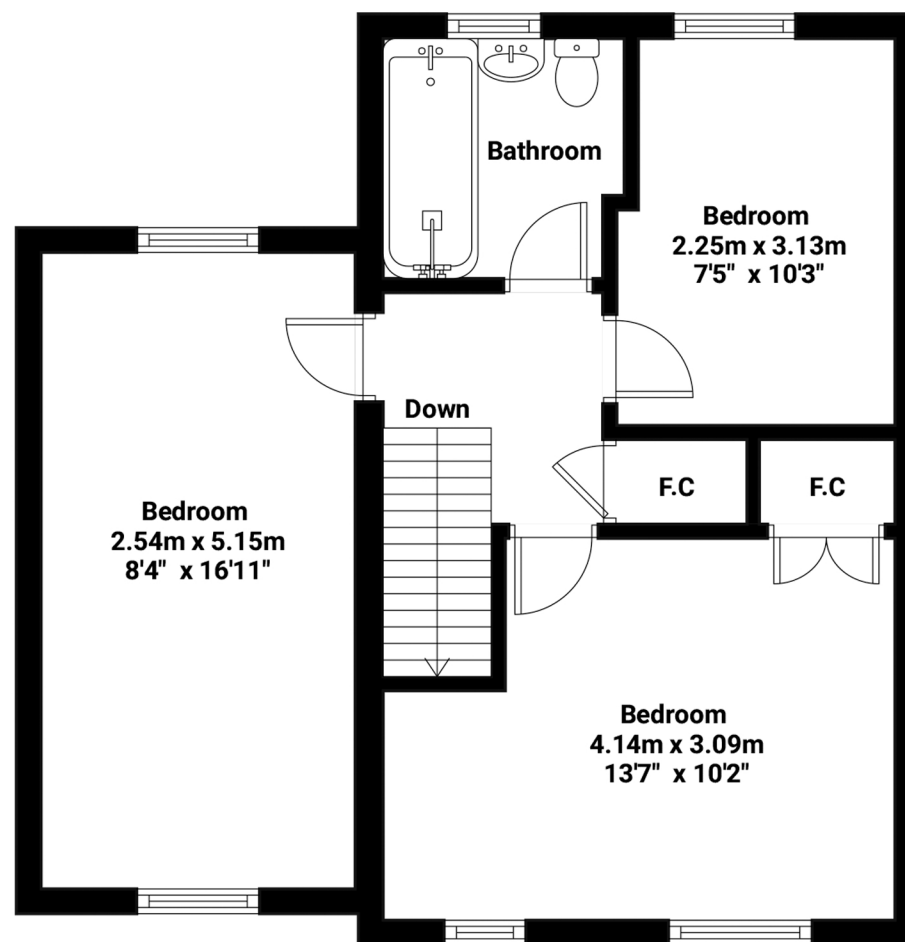 Bathroom
Bedroom
2.25m x 3.13m
7'5" x 10'3"
Down
F.C
F.C
Bedroom
2.54m x 5.15m
8'4" x 16'11"
Bedroom
4.14m x 3.09m
13'7" x 10'2"